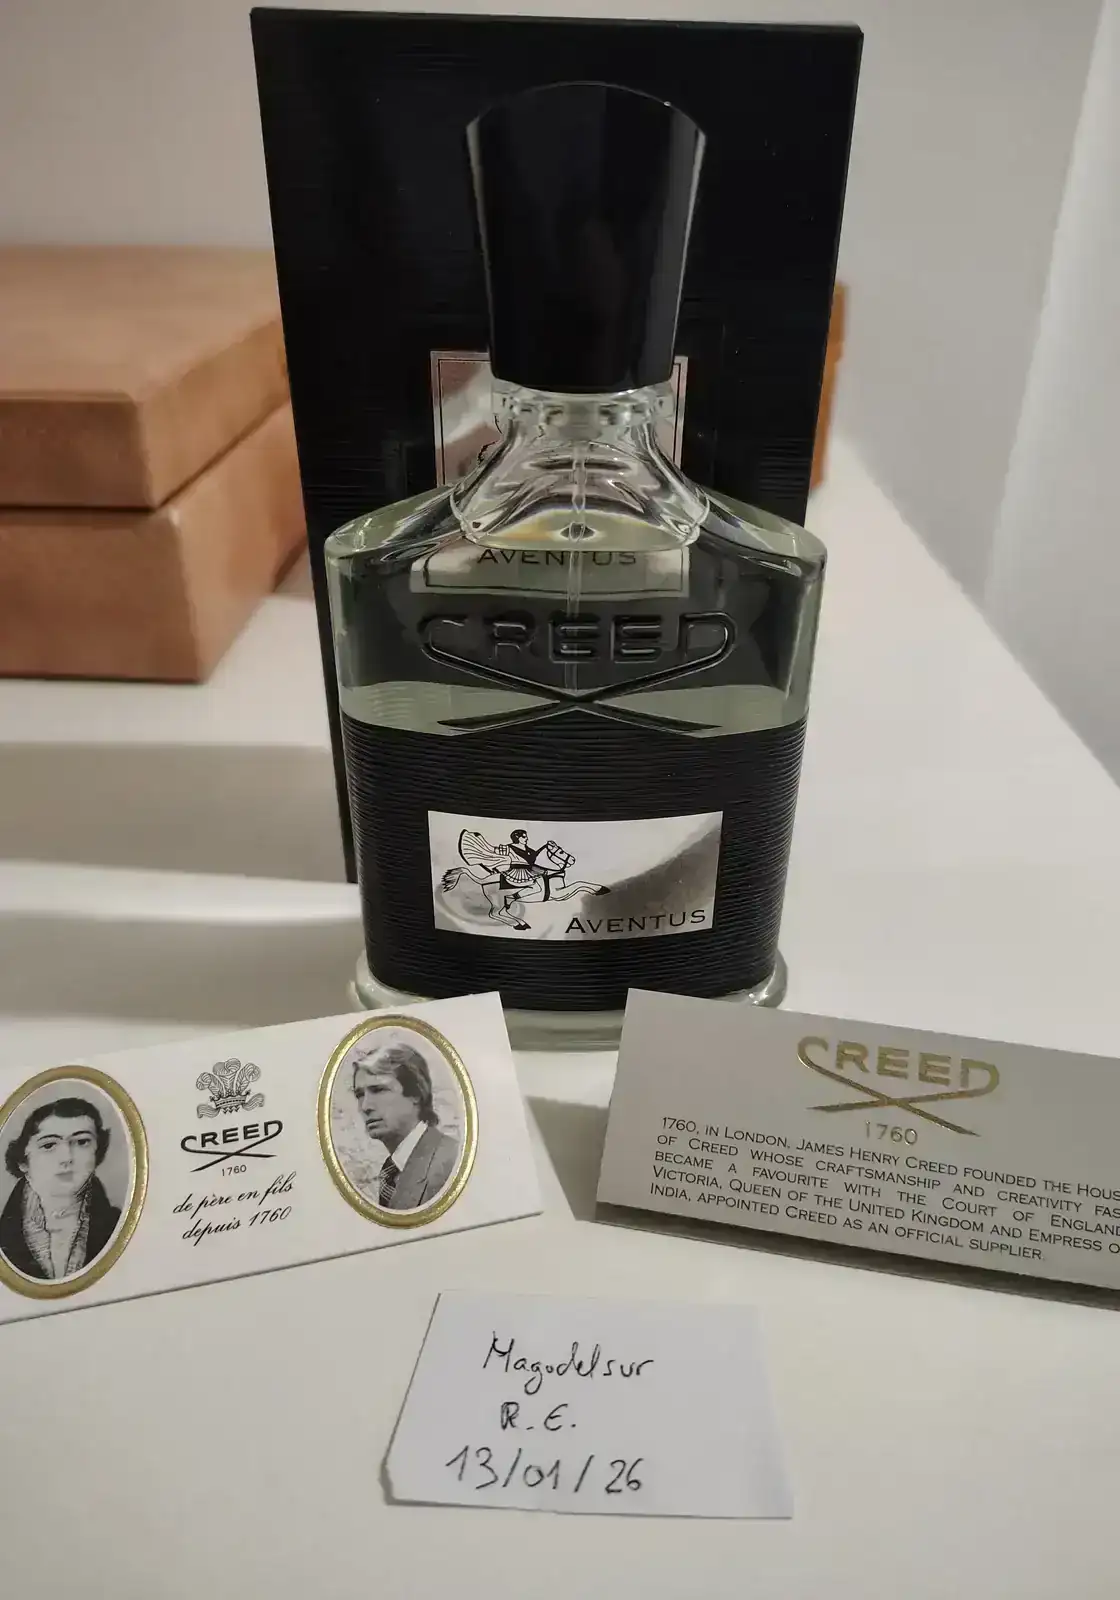 AVENTUS
CREED
AVENTUS
CREED
1760
de père en fils
depuis 1760
CREED
1760
1760, IN LONDON, JAMES HENRY CREED FOUNDED THE HOUS
OF CREED WHOSE CRAFTSMANSHIP AND CREATIVITY FAS
BECAME A FAVOURITE WITH THE COURT OF ENGLAND
VICTORIA, QUEEN OF THE UNITED KINGDOM AND EMPRESS O
INDIA, APPOINTED CREED AS AN OFFICIAL SUPPLIER.
Magodelsur
R.E.
13/01/26